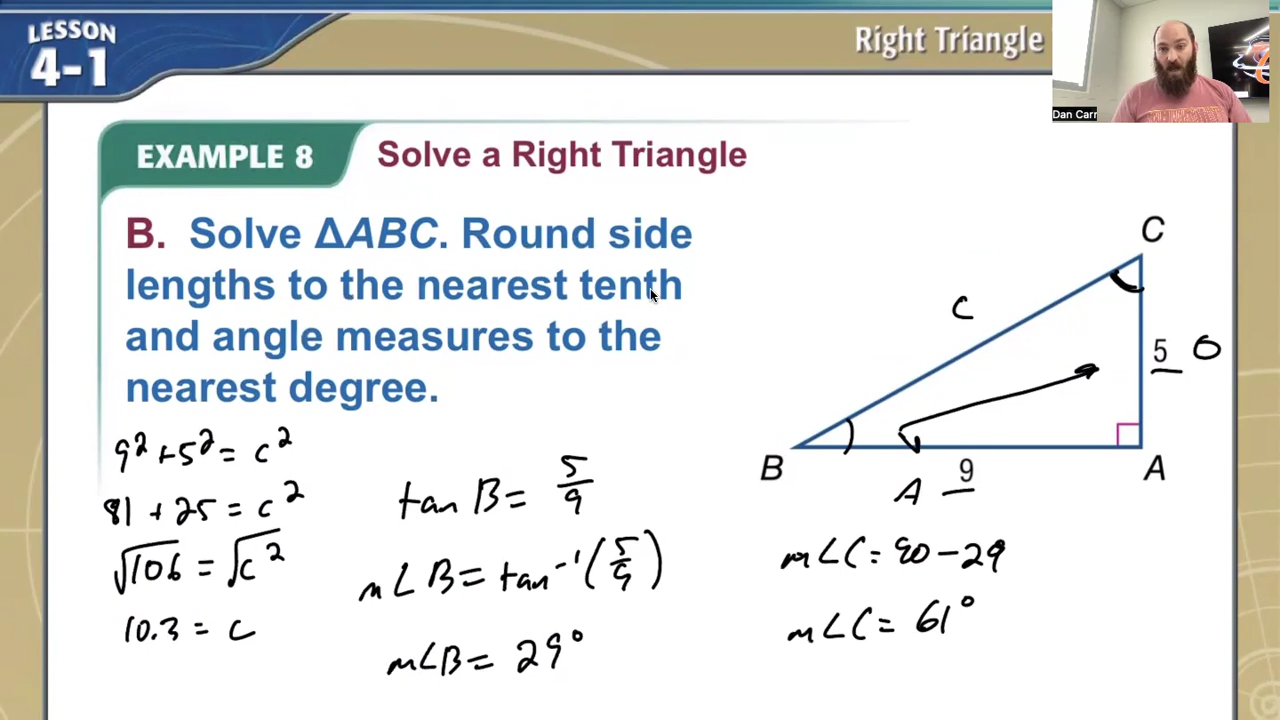 LESSON
4-1
Right Triangle
Dan Carr
EXAMPLE 8
Solve a Right Triangle
B. Solve ΔABC. Round side
lengths to the nearest tenth
and angle measures to the
nearest degree.
C
c
5 O
B
A 9
A
9² + 5² = c²
81 + 25 = c²
√106 = √c²
10.3 = c
tan B = 5/9
m∠B = tan⁻¹(5/9)
m∠B = 29°
m∠C = 90 - 29
m∠C = 61°